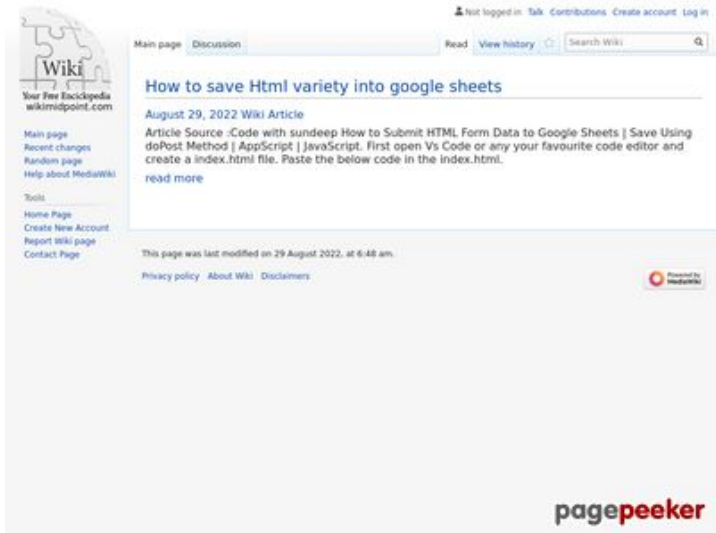 Not logged in Talk Contributions Create account Log in
Main page Discussion Read View history Search Wiki
Wiki
Your Free Enciclopedia
wikimidpoint.com
How to save Html variety into google sheets
August 29, 2022 Wiki Article
Article Source :Code with sundeep How to Submit HTML Form Data to Google Sheets | Save Using
doPost Method | AppScript | JavaScript. First open Vs Code or any your favourite code editor and
create a index.html file. Paste the below code in the index.html.
read more
Main page
Recent changes
Random page
Help about MediaWiki
Tools
Home Page
Create New Account
Report Wiki page
Contact Page
This page was last modified on 29 August 2022, at 6:48 am.
Privacy policy About Wiki Disclaimers
Powered by
MediaWiki
pagepeeker